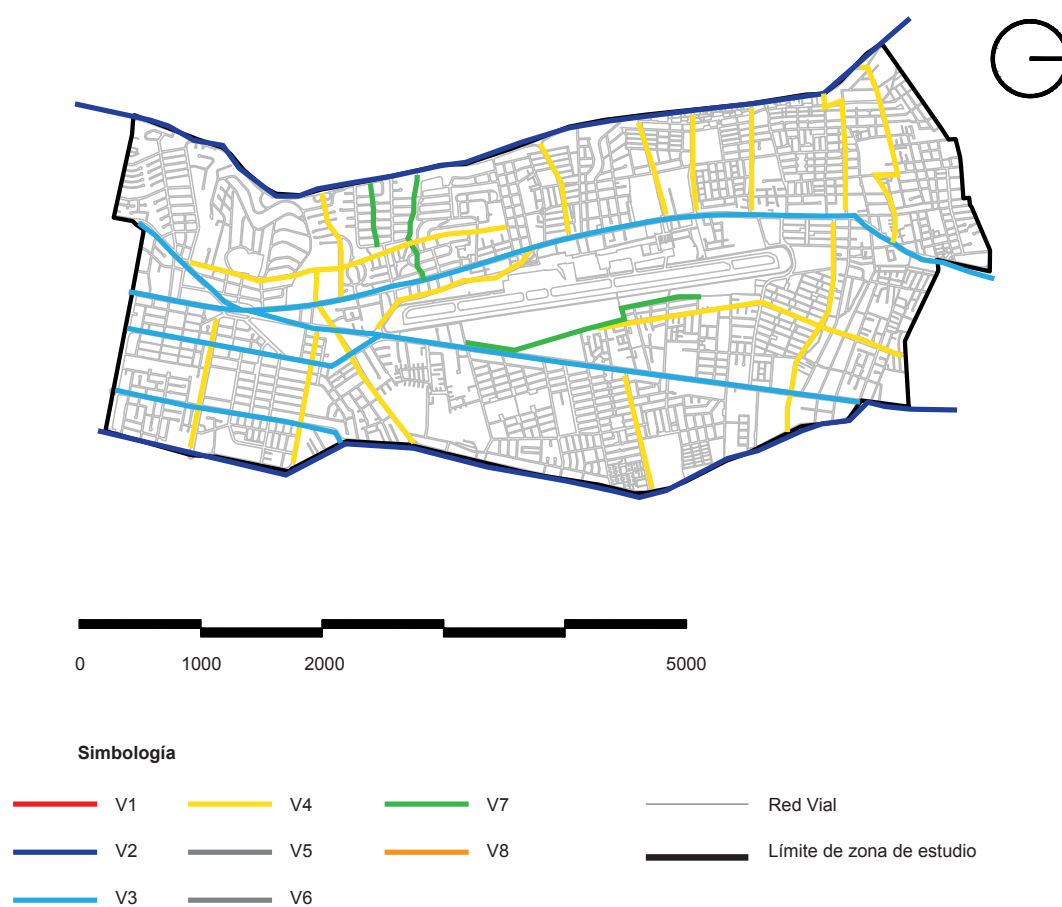 0 1000 2000 5000
Simbología
V1 V4 V7 Red Vial
V2 V5 V8 Límite de zona de estudio
V3 V6